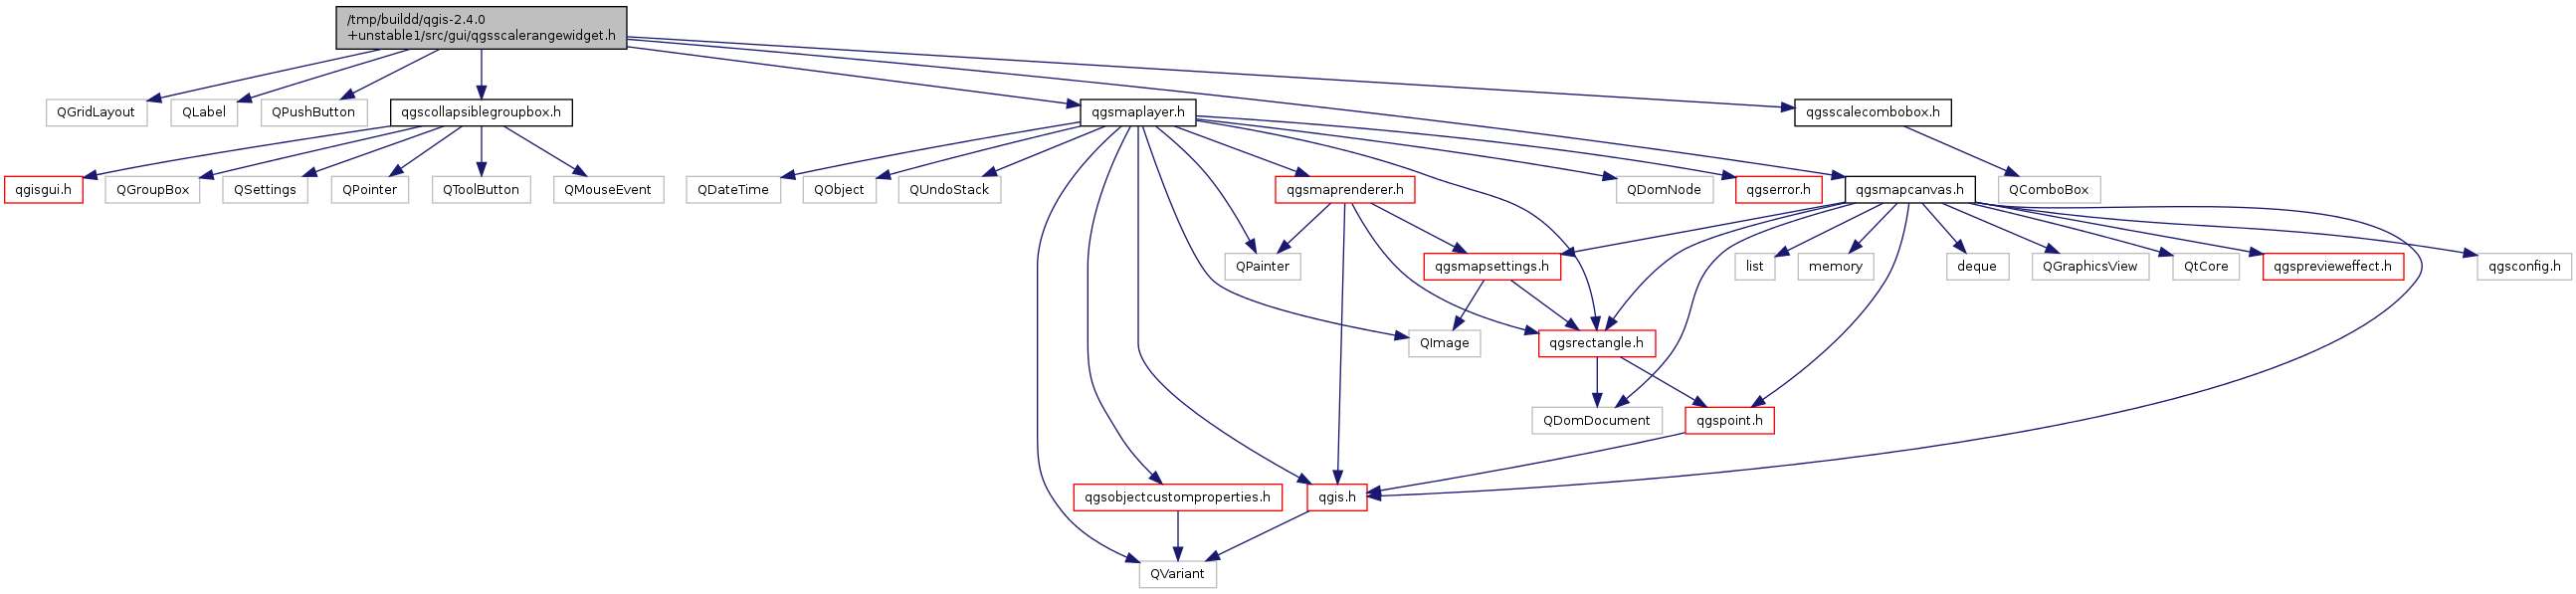 /tmp/buildd/qgis-2.4.0
+unstable1/src/gui/qgsscalerangewidget.h
QGridLayout
QLabel
QPushButton
qgscollapsiblegroupbox.h
qgsmaplayer.h
qgsscalecombobox.h
qgisgui.h
QGroupBox
QSettings
QPointer
QToolButton
QMouseEvent
QDateTime
QObject
QUndoStack
qgsmaprenderer.h
QDomNode
qgserror.h
qgsmapcanvas.h
QComboBox
QPainter
qgsmapsettings.h
list
memory
deque
QGraphicsView
QtCore
qgsprevieweffect.h
qgsconfig.h
QImage
qgsrectangle.h
QDomDocument
qgspoint.h
qgsobjectcustomproperties.h
qgis.h
QVariant